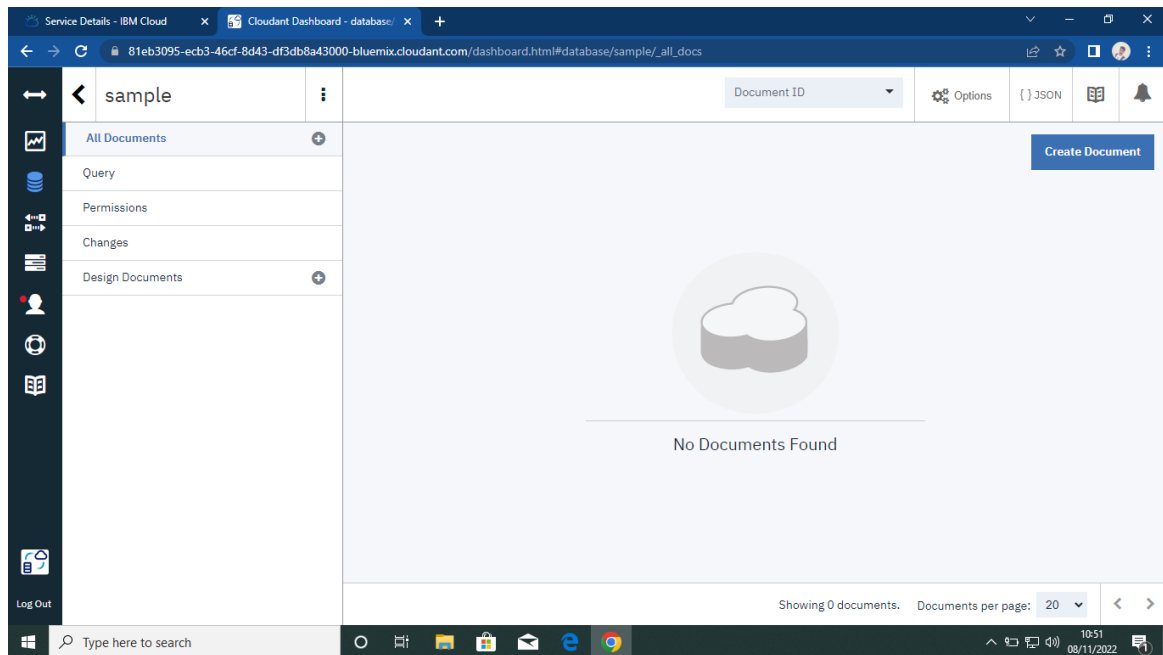 Service Details - IBM Cloud
Cloudant Dashboard - database/
81eb3095-ecb3-46cf-8d43-df3db8a43000-bluemix.cloudant.com/dashboard.html#database/sample/_all_docs
sample
Document ID
Options
{ } JSON
All Documents
Create Document
Query
Permissions
Changes
Design Documents
No Documents Found
Log Out
Showing 0 documents.
Documents per page: 20
Type here to search
10:51
08/11/2022
1